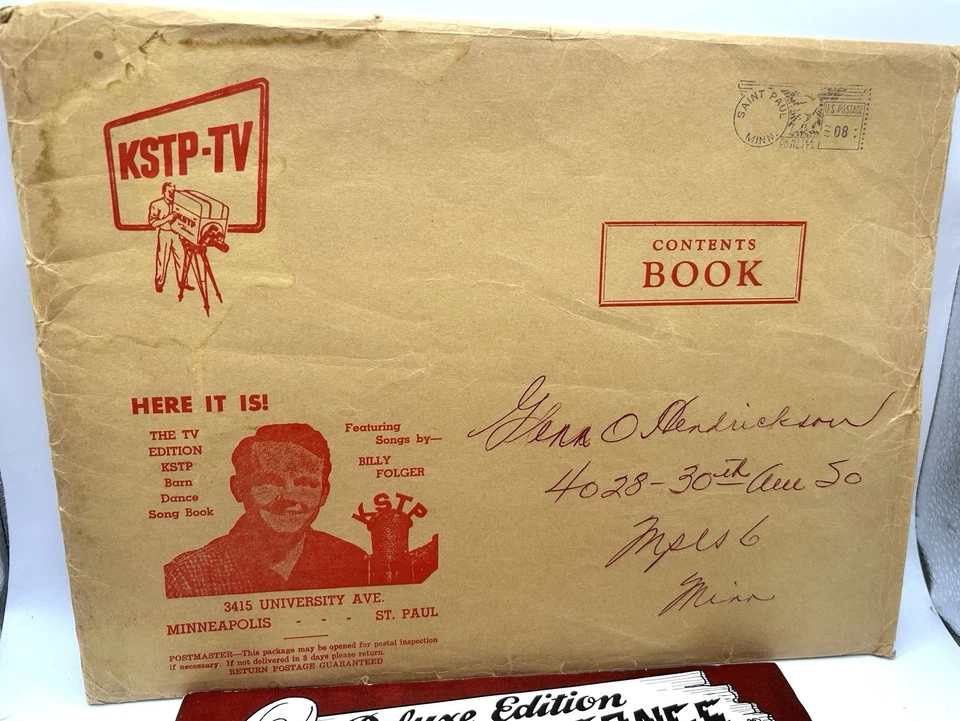 KSTP-TV
KSTP
SAINT PAUL
MINN.
U.S. POSTAGE
08
CONTENTS
BOOK
HERE IT IS!
THE TV
EDITION
KSTP
Barn
Dance
Song Book
Featuring
Songs by—
BILLY
FOLGER
KSTP
3415 UNIVERSITY AVE.
MINNEAPOLIS - - - ST. PAUL
POSTMASTER—This package may be opened for postal inspection
if necessary. If not delivered in 3 days please return.
RETURN POSTAGE GUARANTEED
Glenn O Hendrickson
4028-30th Ave So
Mpls 6
Minn
Deluxe Edition